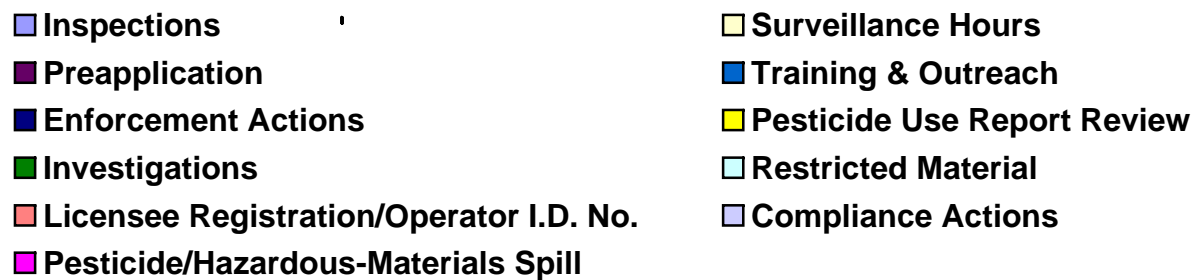 Inspections
Surveillance Hours
Preapplication
Training & Outreach
Enforcement Actions
Pesticide Use Report Review
Investigations
Restricted Material
Licensee Registration/Operator I.D. No.
Compliance Actions
Pesticide/Hazardous-Materials Spill